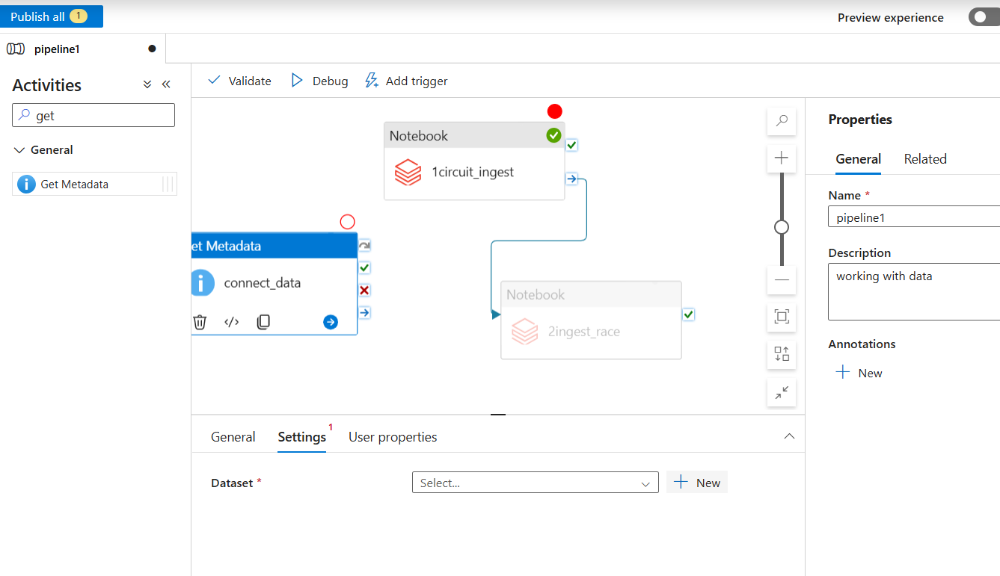 Publish all 1
Preview experience
pipeline1
Activities
Validate
Debug
Add trigger
get
General
Get Metadata
Notebook
1circuit_ingest
et Metadata
connect_data
Notebook
2ingest_race
Properties
General
Related
Name *
pipeline1
Description
working with data
Annotations
New
General
Settings 1
User properties
Dataset *
Select...
New